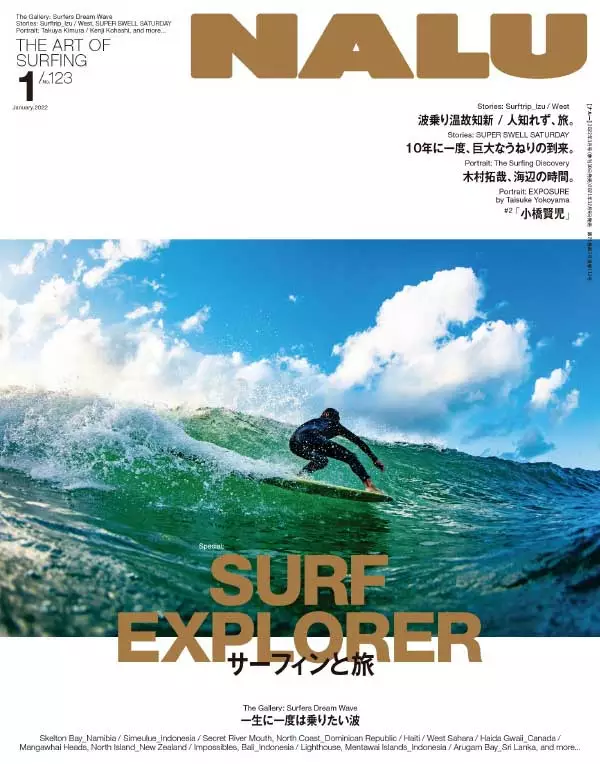 The Gallery: Surfers Dream Wave
Stories: Surftrip_Izu / West, SUPER SWELL SATURDAY
Portrait: Takuya Kimura / Kenji Kohashi, and more...
THE ART OF
SURFING
1/No.123
January.2022
NALU
Stories: Surftrip_Izu / West
波乗り温故知新 / 人知れず、旅。
Stories: SUPER SWELL SATURDAY
10年に一度、巨大なうねりの到来。
Portrait: The Surfing Discovery
木村拓哉、海辺の時間。
Portrait: EXPOSURE
by Taisuke Yokoyama
#2「小橋賢児」
Special:
SURF
EXPLORER
サーフィンと旅
The Gallery: Surfers Dream Wave
一生に一度は乗りたい波
Skelton Bay_Namibia / Simeulue_Indonesia / Secret River Mouth, North Coast_Dominican Republic / Haiti / West Sahara / Haida Gwaii_Canada /
Mangawhai Heads, North Island_New Zealand / Impossibles, Bali_Indonesia / Lighthouse, Mentawai Islands_Indonesia / Arugam Bay_Sri Lanka, and more...